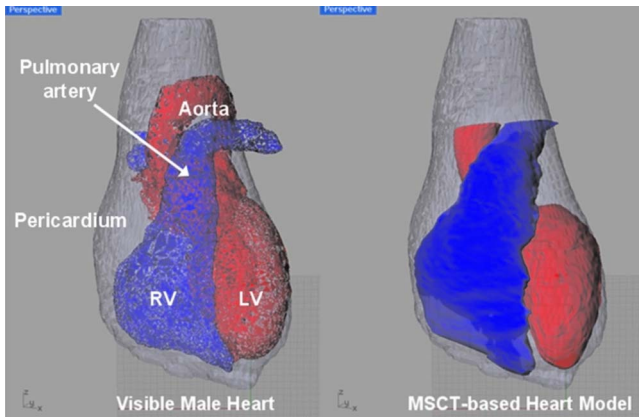 Perspective
Perspective
Pulmonary
artery
Aorta
Pericardium
RV
LV
z
y
x
Visible Male Heart
z
y
x
MSCT-based Heart Model